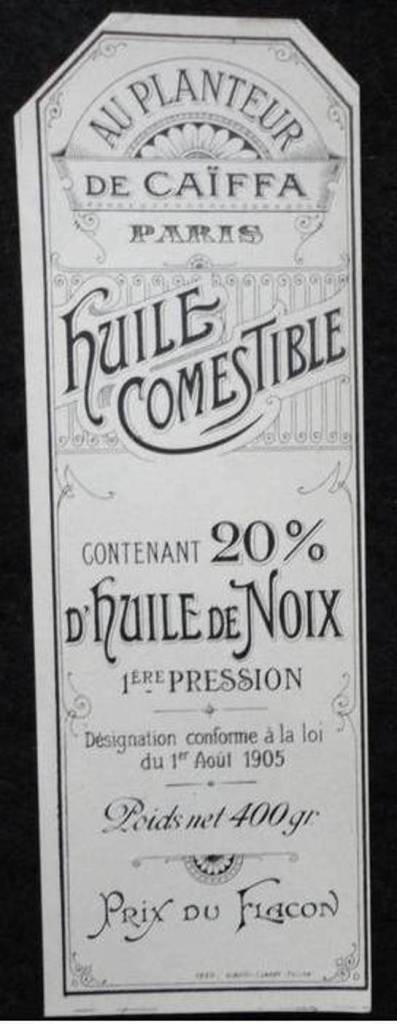 AU PLANTEUR
DE CAÏFFA
PARIS
HUILE
COMESTIBLE
CONTENANT 20%
D'HUILE DE NOIX
1ÈRE PRESSION
Désignation conforme à la loi
du 1er Août 1905
Poids net 400 gr.
PRIX DU FLACON